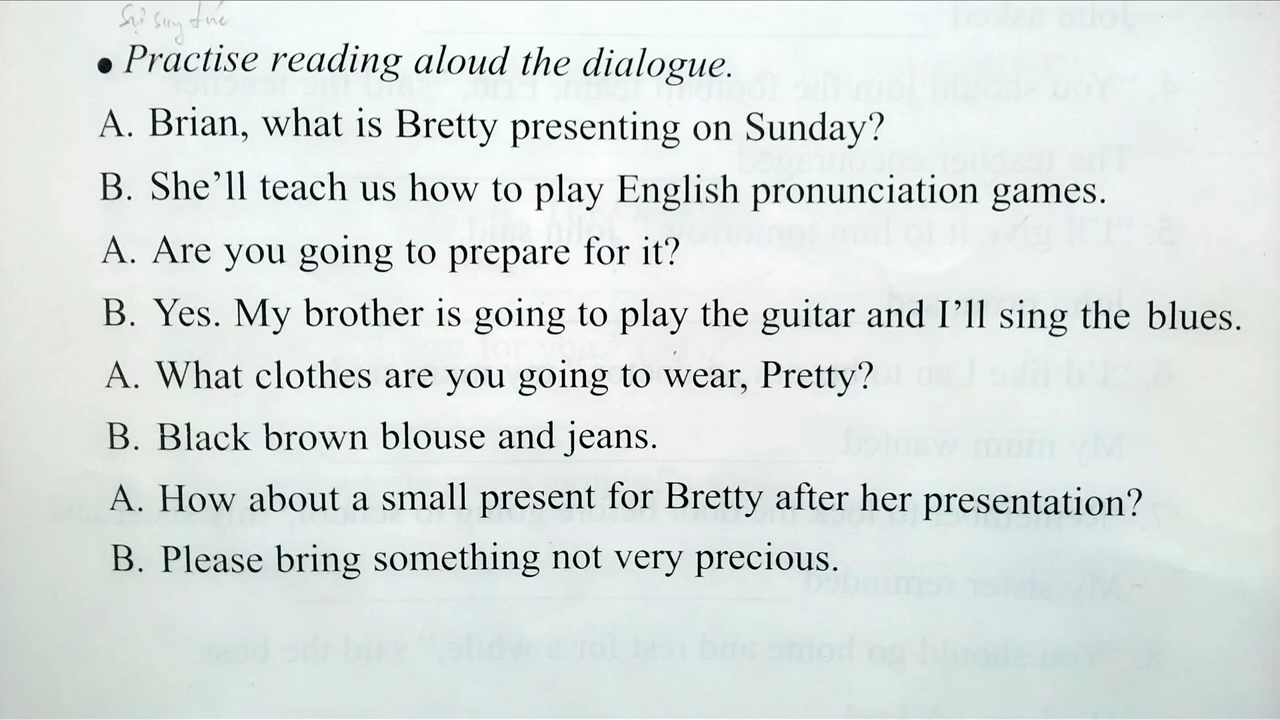 • Practise reading aloud the dialogue.
A. Brian, what is Bretty presenting on Sunday?
B. She'll teach us how to play English pronunciation games.
A. Are you going to prepare for it?
B. Yes. My brother is going to play the guitar and I'll sing the blues.
A. What clothes are you going to wear, Pretty?
B. Black brown blouse and jeans.
A. How about a small present for Bretty after her presentation?
B. Please bring something not very precious.